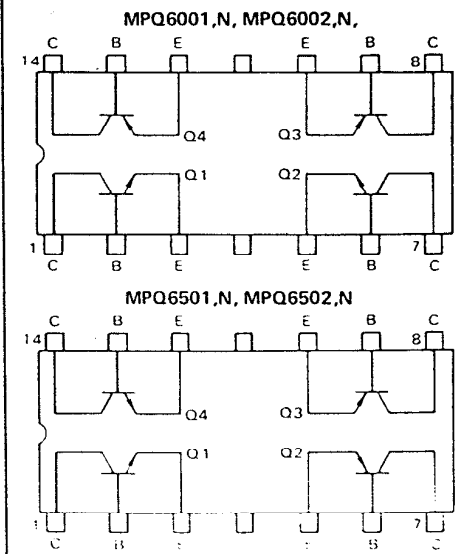 MPQ6001,N, MPQ6002,N,
C B E E B C
14 8
Q4 Q3
Q1 Q2
1 7
C B E E B C
MPQ6501,N, MPQ6502,N
C B E E B C
14 8
Q4 Q3
Q1 Q2
1 7
C B E E B C